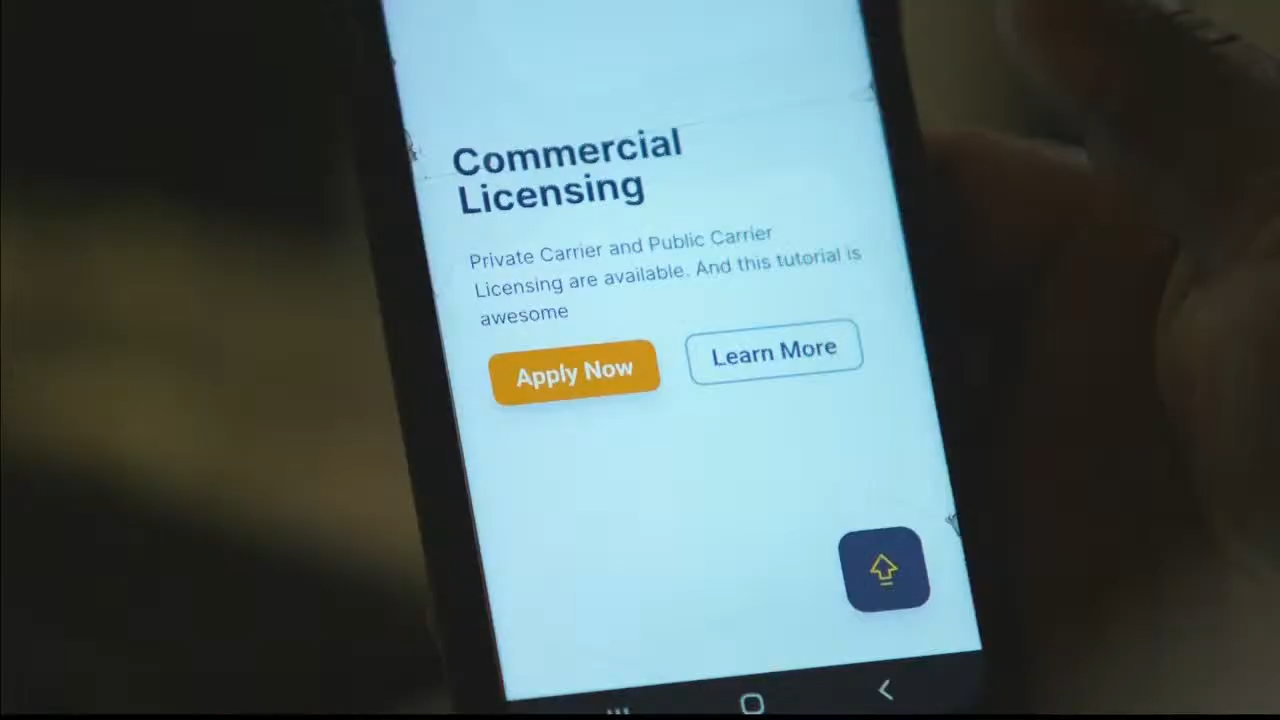 Commercial
Licensing
Private Carrier and Public Carrier
Licensing are available. And this tutorial is
awesome
Apply Now
Learn More